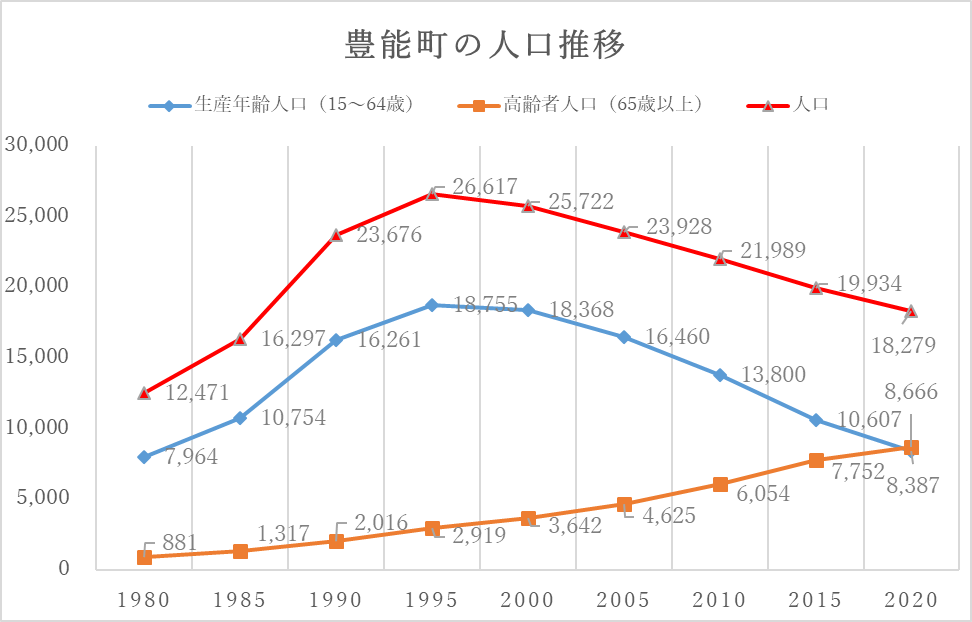 豊能町の人口推移
生産年齢人口（15～64歳） 高齢者人口（65歳以上） 人口
30,000
25,000
20,000
15,000
10,000
5,000
0
12,471 16,297 23,676 26,617 25,722 23,928 21,989 19,934 18,279
7,964 10,754 16,261 18,755 18,368 16,460 13,800 10,607 8,387
881 1,317 2,016 2,919 3,642 4,625 6,054 7,752 8,666
1980 1985 1990 1995 2000 2005 2010 2015 2020